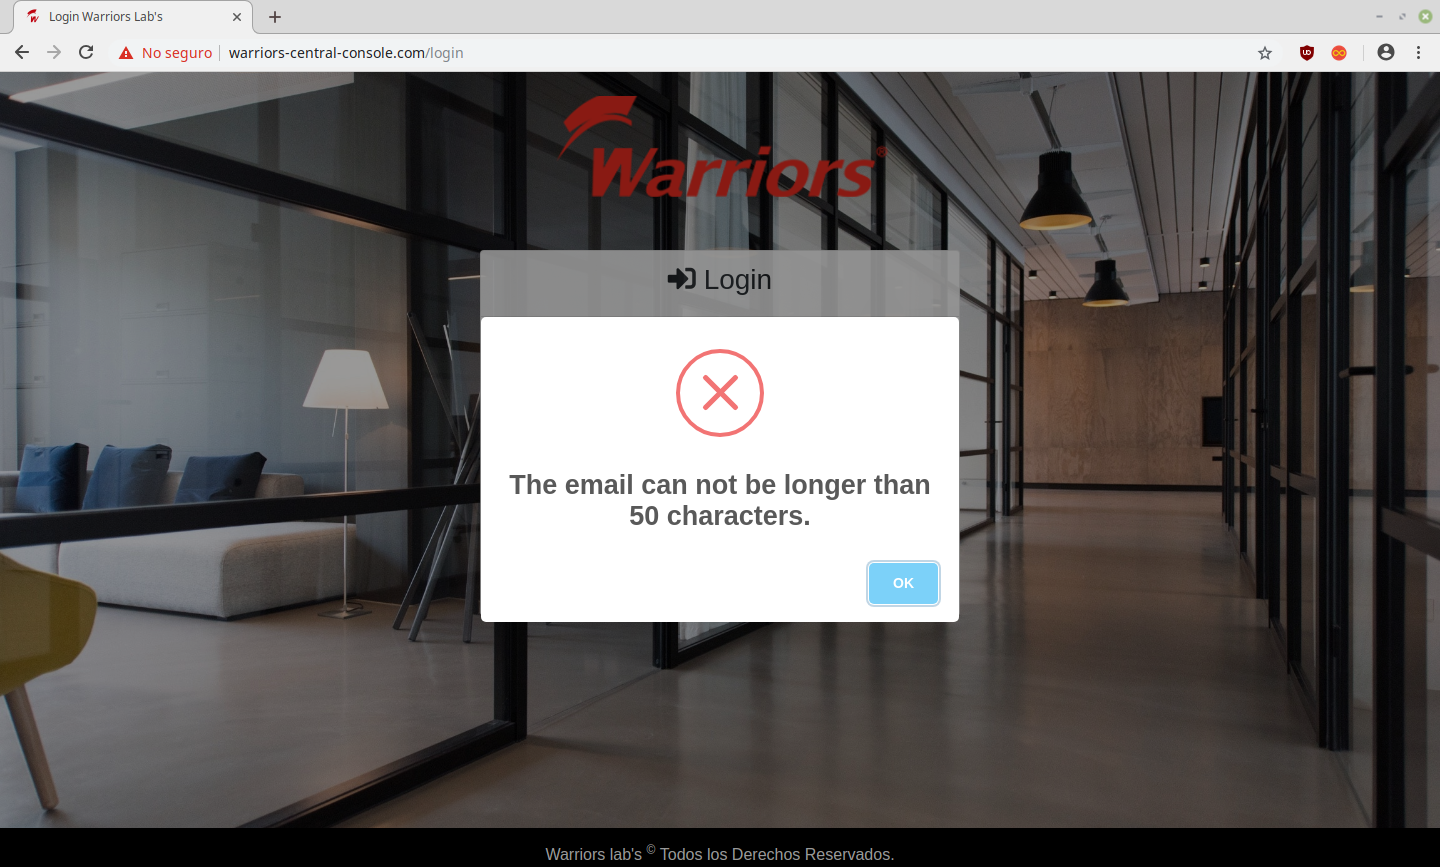 Login Warriors Lab's
No seguro
warriors-central-console.com/login
Warriors®
Login
The email can not be longer than
50 characters.
OK
Warriors lab's © Todos los Derechos Reservados.